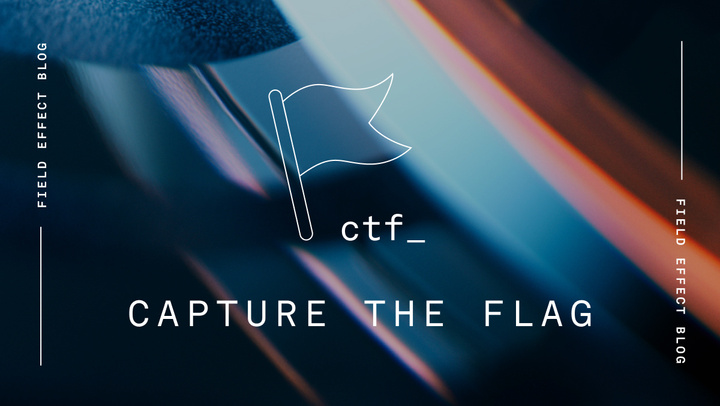 FIELD EFFECT BLOG
ctf_
CAPTURE THE FLAG
FIELD EFFECT BLOG